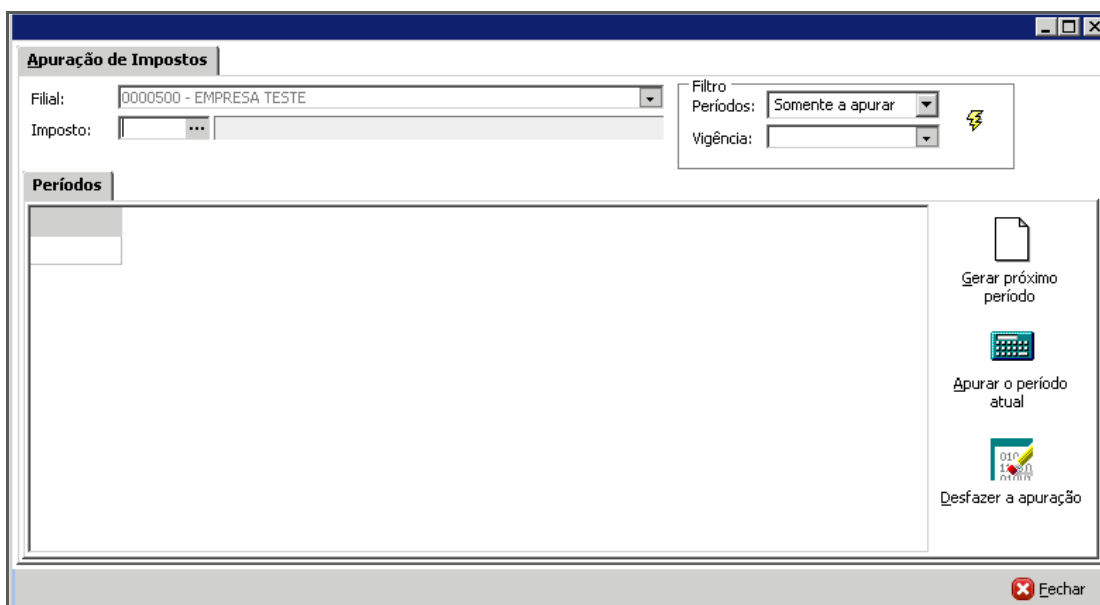 Apuração de Impostos
Filial:
0000500 - EMPRESA TESTE
Imposto:
...
Filtro
Períodos:
Somente a apurar
Vigência:
Períodos
Gerar próximo
período
Apurar o período
atual
Desfazer a apuração
Fechar